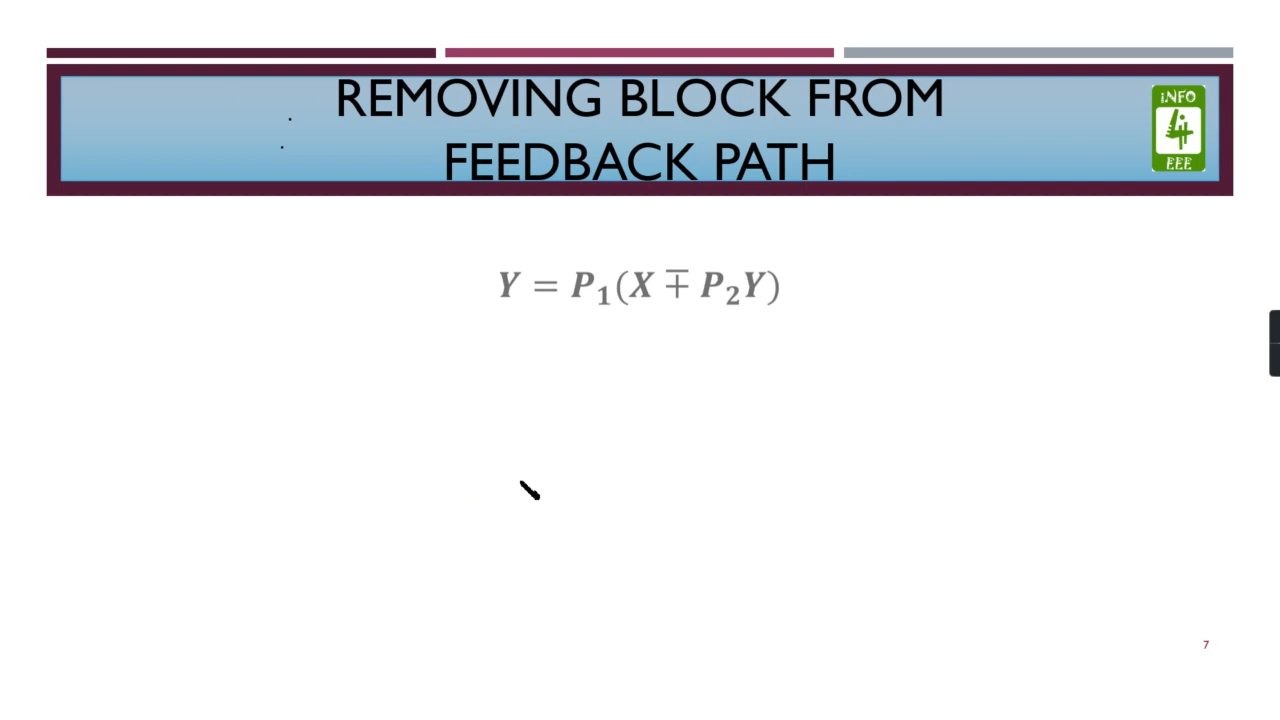 REMOVING BLOCK FROM
FEEDBACK PATH
iNFO
4
EEE
Y = P₁(X ∓ P₂Y)
7